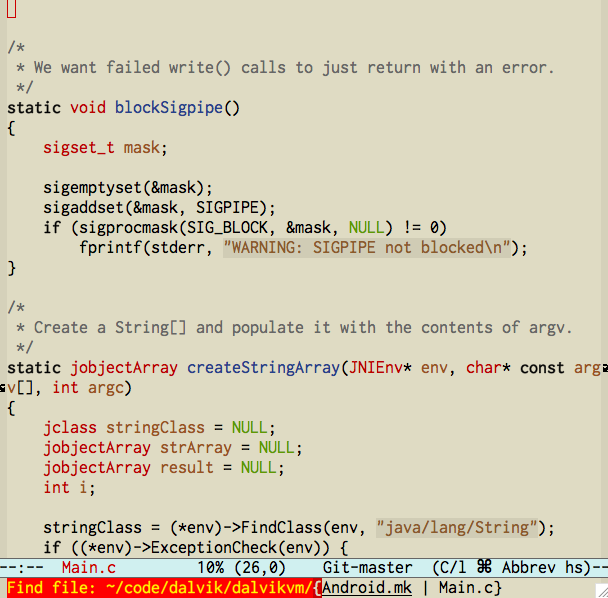 /*
 * We want failed write() calls to just return with an error.
 */
static void blockSigpipe()
{
    sigset_t mask;

    sigemptyset(&mask);
    sigaddset(&mask, SIGPIPE);
    if (sigprocmask(SIG_BLOCK, &mask, NULL) != 0)
        fprintf(stderr, "WARNING: SIGPIPE not blocked\n");
}

/*
 * Create a String[] and populate it with the contents of argv.
 */
static jobjectArray createStringArray(JNIEnv* env, char* const arg
v[], int argc)
{
    jclass stringClass = NULL;
    jobjectArray strArray = NULL;
    jobjectArray result = NULL;
    int i;

    stringClass = (*env)->FindClass(env, "java/lang/String");
    if ((*env)->ExceptionCheck(env)) {
--:--  Main.c         10% (26,0)    Git-master  (C/l ⌘ Abbrev hs)--
Find file: ~/code/dalvik/dalvikvm/{Android.mk | Main.c}